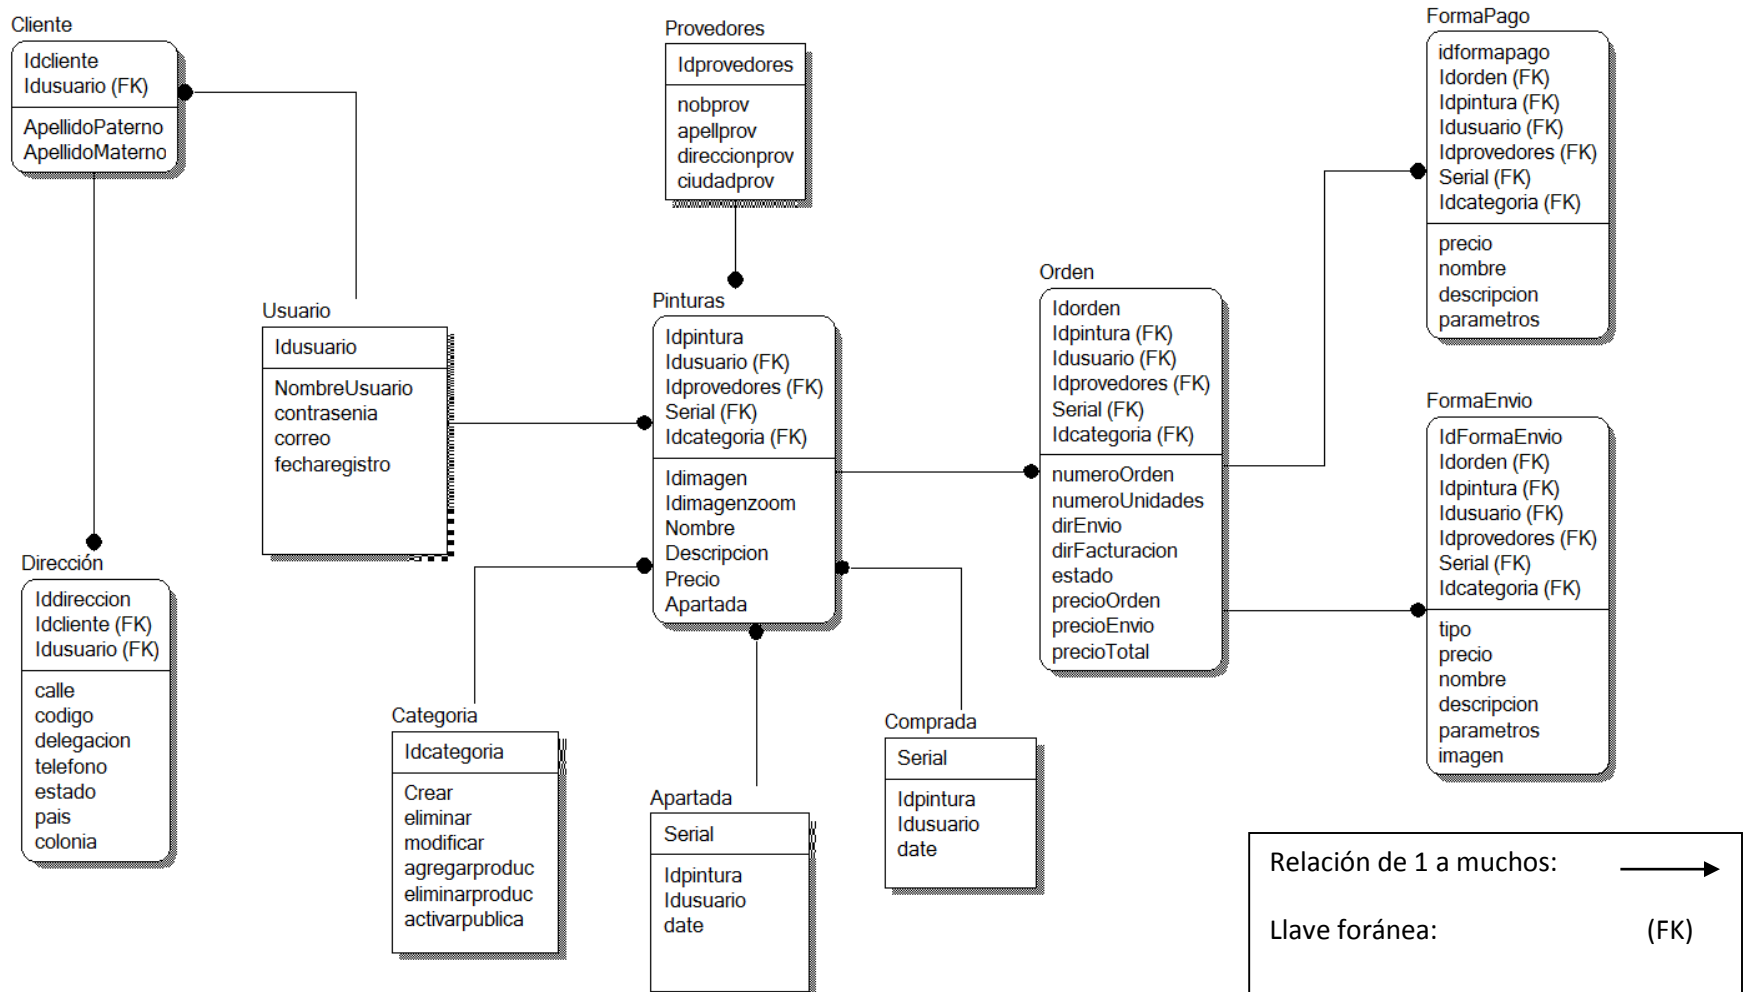 Cliente
Idcliente
Idusuario (FK)
ApellidoPaterno
ApellidoMaterno
Provedores
Idprovedores
nobprov
apellprov
direccionprov
ciudadprov
FormaPago
idformapago
Idorden (FK)
Idpintura (FK)
Idusuario (FK)
Idprovedores (FK)
Serial (FK)
Idcategoria (FK)
precio
nombre
descripcion
parametros
Usuario
Idusuario
NombreUsuario
contrasenia
correo
fecharegistro
Pinturas
Idpintura
Idusuario (FK)
Idprovedores (FK)
Serial (FK)
Idcategoria (FK)
Idimagen
Idimagenzoom
Nombre
Descripcion
Precio
Apartada
Orden
Idorden
Idpintura (FK)
Idusuario (FK)
Idprovedores (FK)
Serial (FK)
Idcategoria (FK)
numeroOrden
numeroUnidades
dirEnvio
dirFacturacion
estado
precioOrden
precioEnvio
precioTotal
FormaEnvio
IdFormaEnvio
Idorden (FK)
Idpintura (FK)
Idusuario (FK)
Idprovedores (FK)
Serial (FK)
Idcategoria (FK)
tipo
precio
nombre
descripcion
parametros
imagen
Dirección
Iddireccion
Idcliente (FK)
Idusuario (FK)
calle
codigo
delegacion
telefono
estado
pais
colonia
Categoria
Idcategoria
Crear
eliminar
modificar
agregarproduc
eliminarproduc
activarpublica
Apartada
Serial
Idpintura
Idusuario
date
Comprada
Serial
Idpintura
Idusuario
date
Relación de 1 a muchos:
Llave foránea: (FK)